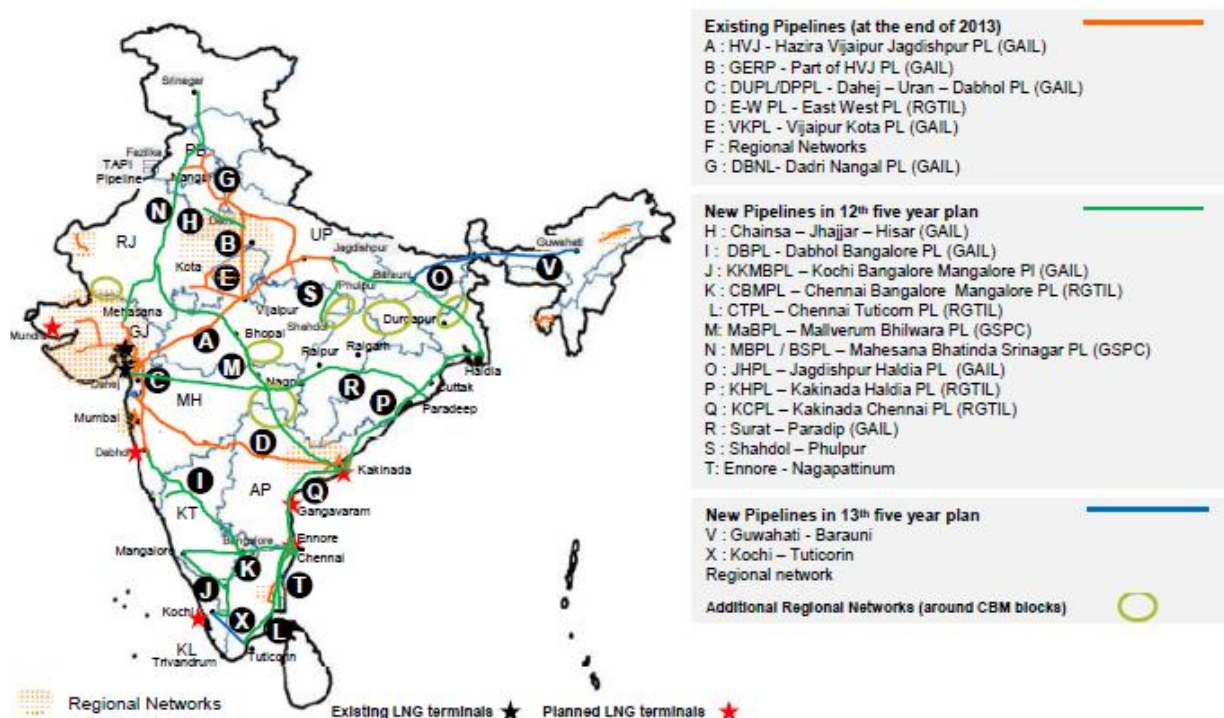 Srinagar
Fazilka
PB
TAPI
Pipeline
Nangal
G
N
H
RJ
B
UP
Jagdishpur
Guwahati
Kota
E
Barauni
O
V
Phulpur
S
Mehasana
Vijaipur
Shahdol
Durgapur
Mundra
GJ
A
Bhopal
Raipur
Raigarh
M
Haldia
Dahej
C
Nagpur
R
Cuttak
MH
P
Paradeep
Mumbai
D
Dabhol
Kakinada
I
AP
Q
Gangavaram
KT
Bangalore
Ennore
Mangalore
Chennai
K
J
T
Kochi
X
L
KL
Tuticorin
Trivandrum
Regional Networks
Existing LNG terminals
Planned LNG terminals
Existing Pipelines (at the end of 2013)
A : HVJ - Hazira Vijaipur Jagdishpur PL (GAIL)
B : GERP - Part of HVJ PL (GAIL)
C : DUPL/DPPL - Dahej – Uran – Dabhol PL (GAIL)
D : E-W PL - East West PL (RGTIL)
E : VKPL - Vijaipur Kota PL (GAIL)
F : Regional Networks
G : DBNL- Dadri Nangal PL (GAIL)
New Pipelines in 12th five year plan
H : Chainsa – Jhajjar – Hisar (GAIL)
I : DBPL - Dabhol Bangalore PL (GAIL)
J : KKMBPL – Kochi Bangalore Mangalore Pl (GAIL)
K : CBMPL – Chennai Bangalore Mangalore PL (RGTIL)
L: CTPL – Chennai Tuticorn PL (RGTIL)
M: MaBPL - Mallverum Bhilwara PL (GSPC)
N : MBPL / BSPL – Mahesana Bhatinda Srinagar PL (GSPC)
O : JHPL – Jagdishpur Haldia PL (GAIL)
P : KHPL – Kakinada Haldia PL (RGTIL)
Q : KCPL – Kakinada Chennai PL (RGTIL)
R : Surat – Paradip (GAIL)
S : Shahdol – Phulpur
T: Ennore - Nagapattinum
New Pipelines in 13th five year plan
V : Guwahati - Barauni
X : Kochi – Tuticorin
Regional network
Additional Regional Networks (around CBM blocks)